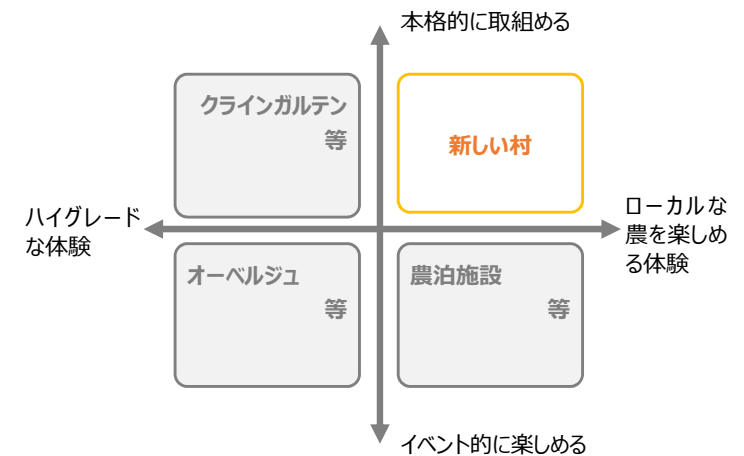 本格的に取組める
クラインガルテン
等
新しい村
ハイグレード
な体験
ローカルな
農を楽しめ
る体験
オーベルジュ
等
農泊施設
等
イベント的に楽しめる